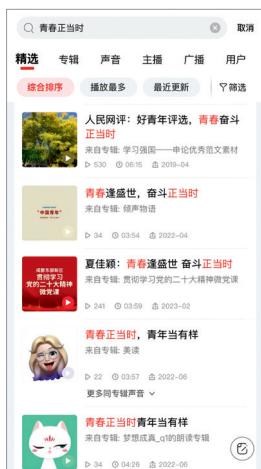 青春正当时
取消
精选 专辑 声音 主播 广播 用户
综合排序 播放最多 最近更新 筛选
人民网评：好青年评选，青春奋斗
正当时
来自专辑: 学习强国——申论优秀范文素材
530 06:15 2019-04
青春逢盛世，奋斗正当时
来自专辑: 倾声物语
"中国青年"
34 03:54 2022-04
成都东部新区
贯彻学习
党的二十大精神
微党课
夏佳颖：青春逢盛世 奋斗正当时
来自专辑: 贯彻学习党的二十大精神微党课
241 03:59 2023-02
青春正当时，青年当有样
来自专辑: 美读
22 03:57 2022-06
更多同专辑声音
青春正当时青年当有样
来自专辑: 梦想成真_q1的朗读专辑
34 04:26 2022-06